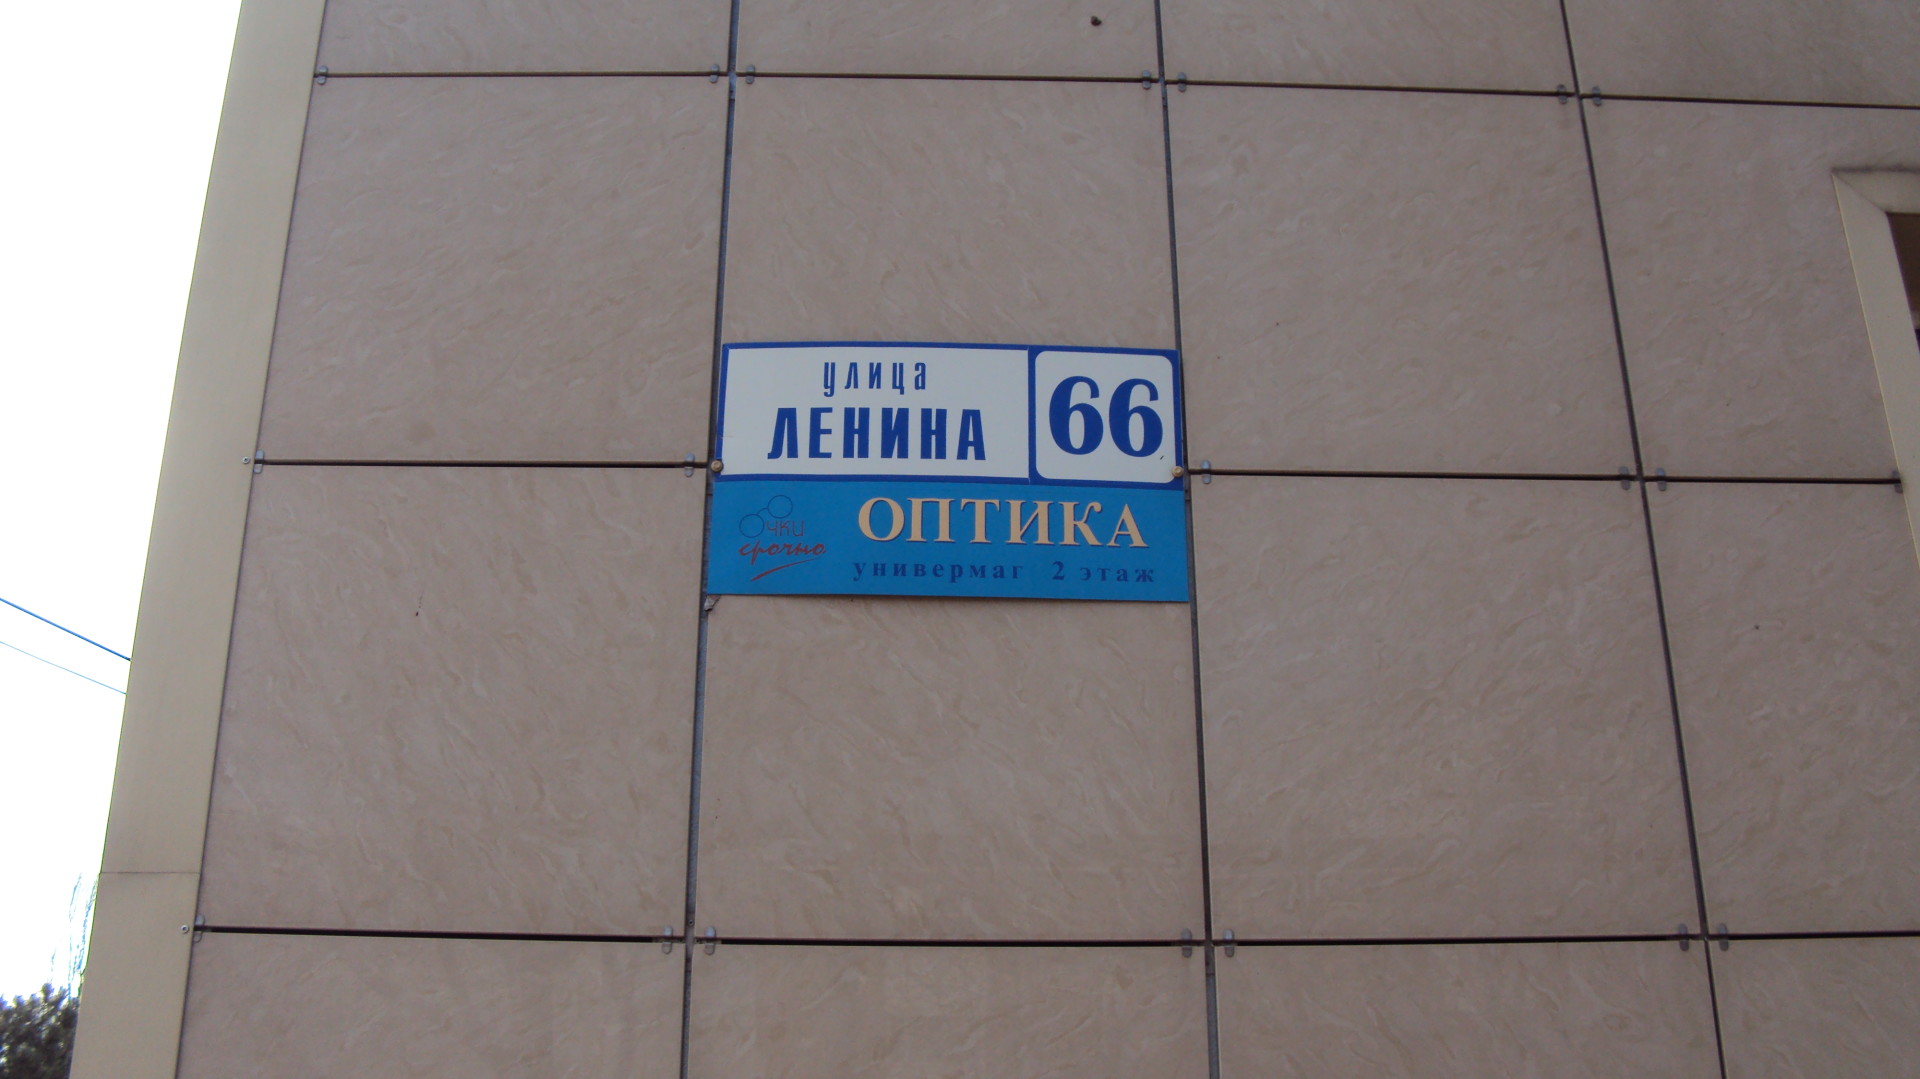 улица
ЛЕНИНА
66
Очки
срочно
ОПТИКА
универмаг 2 этаж